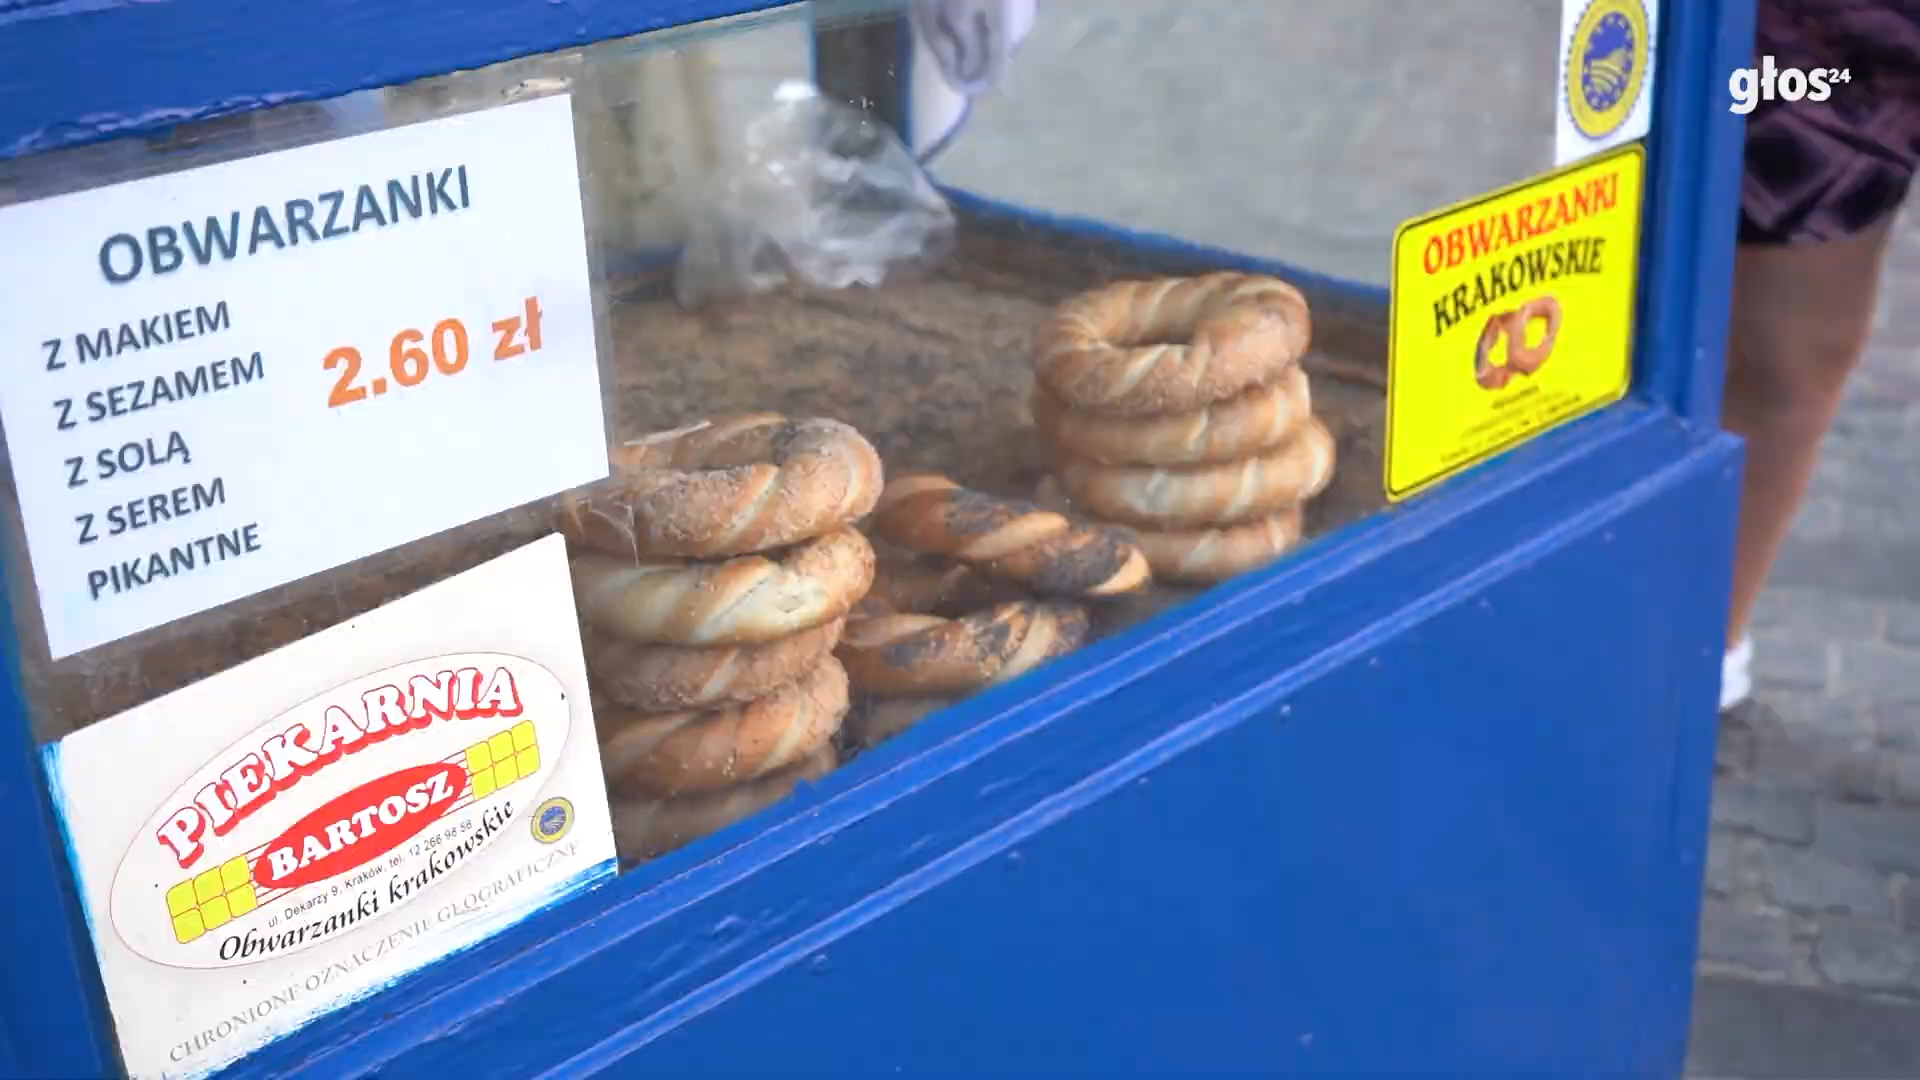 głos24
OBWARZANKI
Z MAKIEM
Z SEZAMEM
Z SOLĄ
Z SEREM
PIKANTNE
2.60 zł
OBWARZANKI
KRAKOWSKIE
PIEKARNIA
BARTOSZ
ul. Dekarzy 9, Kraków, tel. 12 266 98 56
Obwarzanki krakowskie
CHRONIONE OZNACZENIE GEOGRAFICZNE